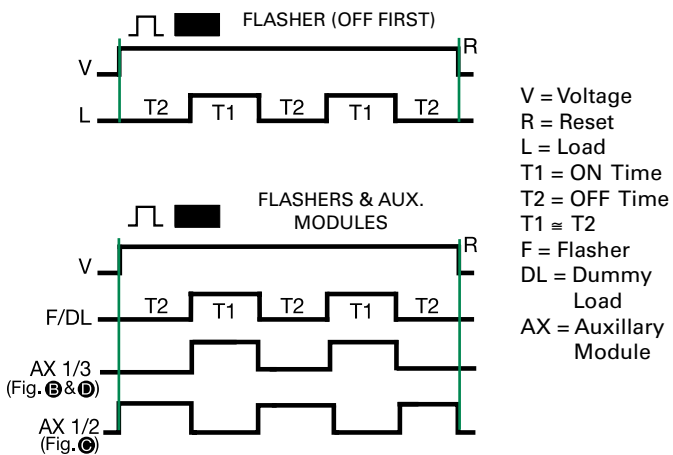 FLASHER (OFF FIRST)
V
R
L
T2 T1 T2 T1 T2
FLASHERS & AUX.
MODULES
V
R
F/DL
T2 T1 T2 T1 T2
AX 1/3
(Fig. B & D)
AX 1/2
(Fig. C)
V = Voltage
R = Reset
L = Load
T1 = ON Time
T2 = OFF Time
T1 ≅ T2
F = Flasher
DL = Dummy
Load
AX = Auxillary
Module